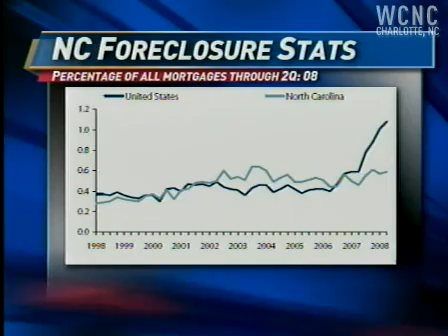 WCNC
CHARLOTTE, NC
NC FORECLOSURE STATS
PERCENTAGE OF ALL MORTGAGES THROUGH 2Q: 08
United States North Carolina
1.2
1.0
0.8
0.6
0.4
0.2
0.0
1998 1999 2000 2001 2002 2003 2004 2005 2006 2007 2008